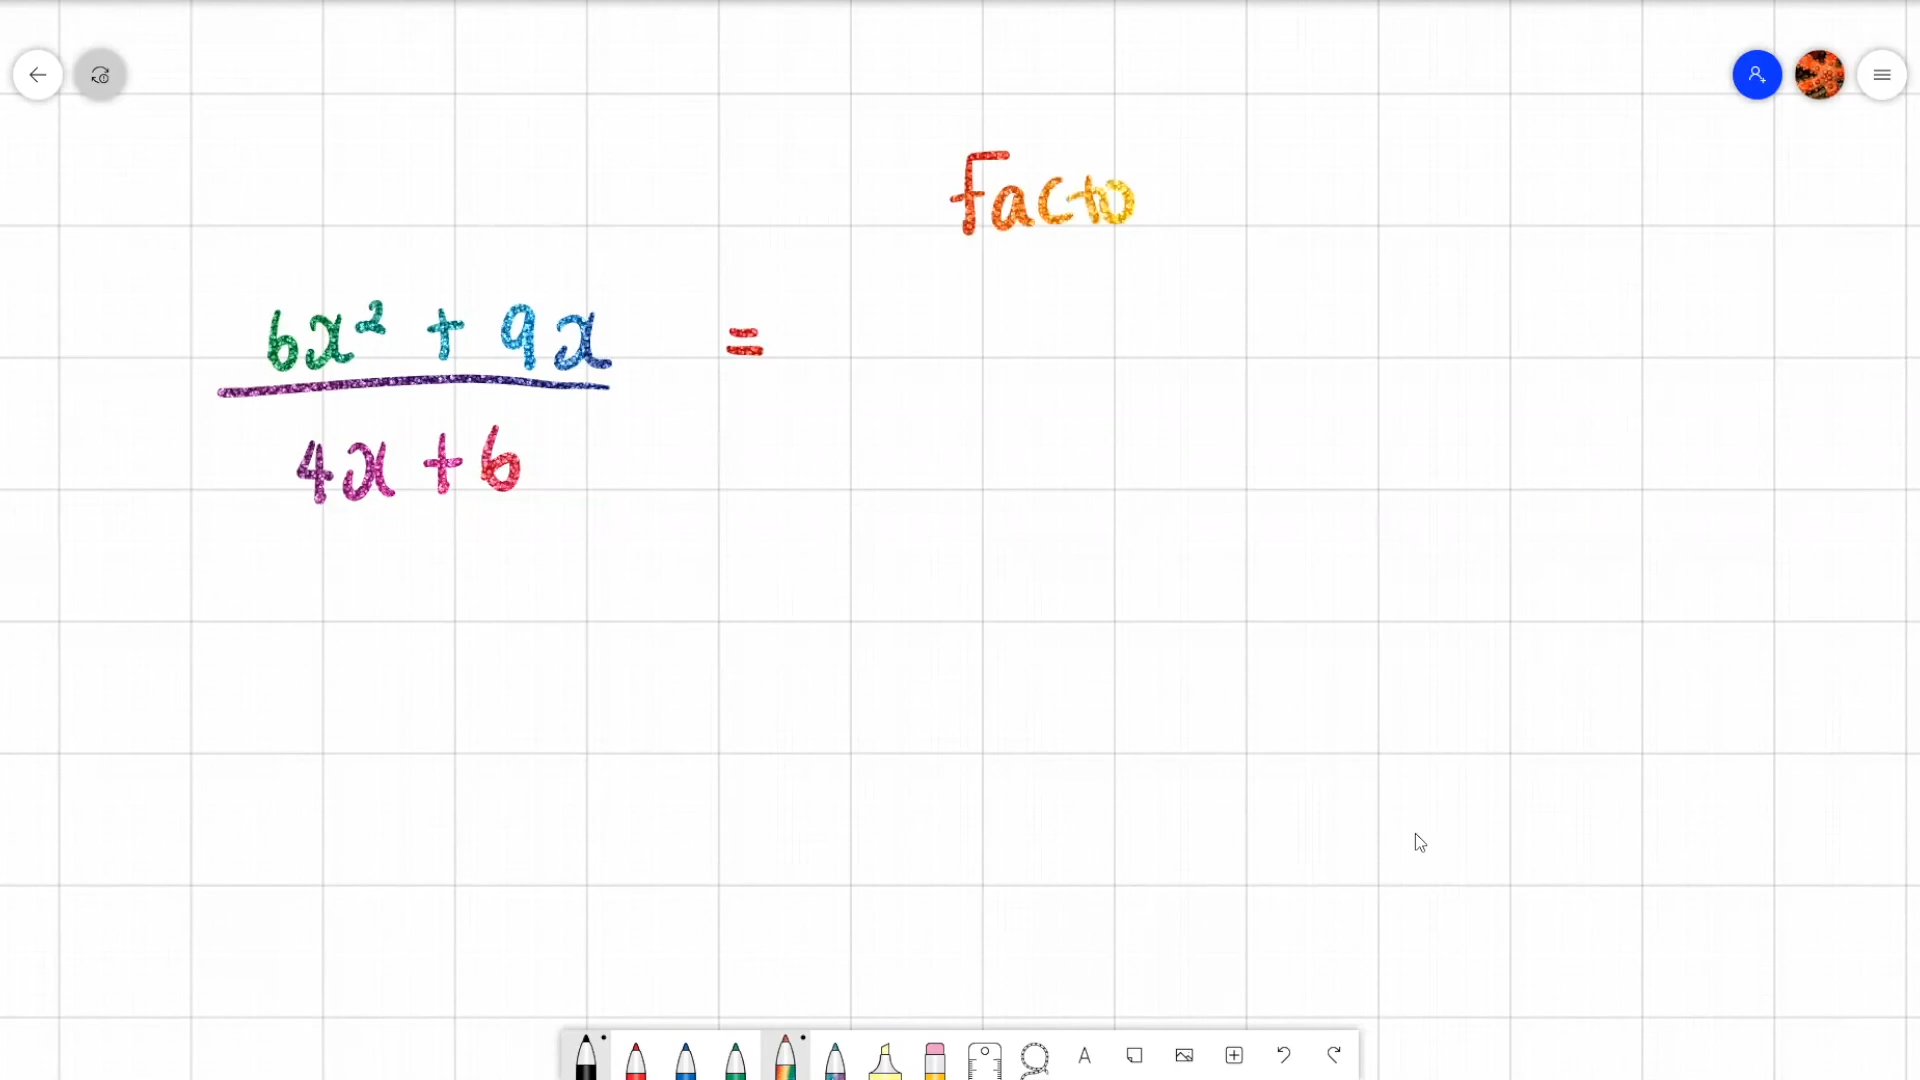 Facto
6x² + 9x =
4x + 6
A